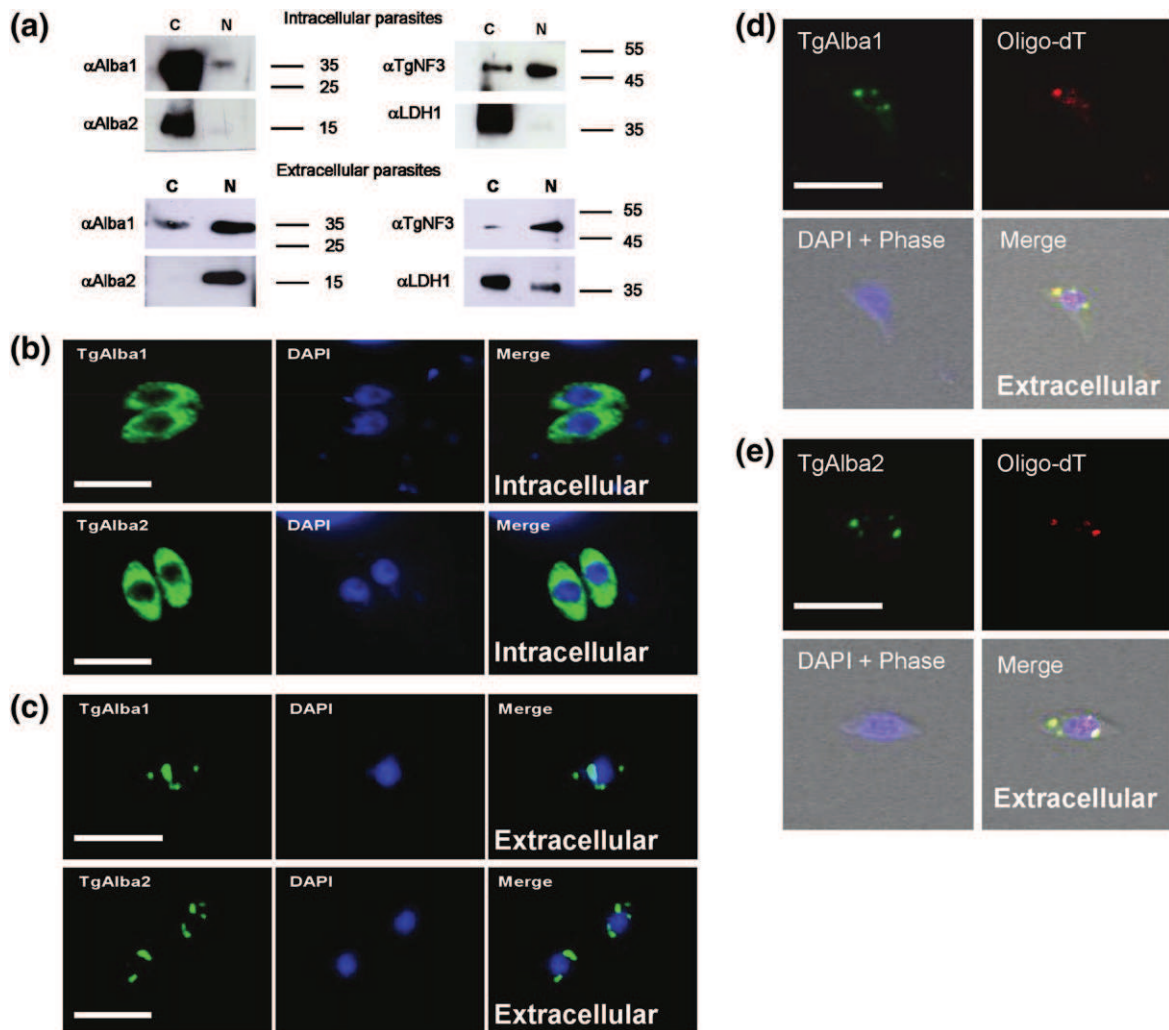 (a)
C N Intracellular parasites C N
αAlba1 35 25 αTgNF3 55 45
αAlba2 15 αLDH1 35
Extracellular parasites
C N C N
αAlba1 35 25 αTgNF3 55 45
αAlba2 15 αLDH1 35
(b)
TgAlba1 DAPI Merge
Intracellular
TgAlba2 DAPI Merge
Intracellular
(c)
TgAlba1 DAPI Merge
Extracellular
TgAlba2 DAPI Merge
Extracellular
(d)
TgAlba1 Oligo-dT
DAPI + Phase Merge
Extracellular
(e)
TgAlba2 Oligo-dT
DAPI + Phase Merge
Extracellular